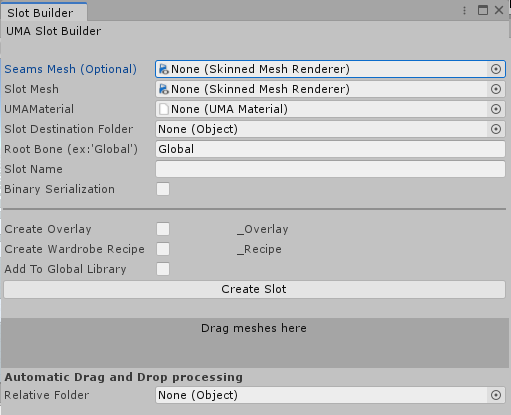 Slot Builder
UMA Slot Builder
Seams Mesh (Optional) None (Skinned Mesh Renderer)
Slot Mesh None (Skinned Mesh Renderer)
UMAMaterial None (UMA Material)
Slot Destination Folder None (Object)
Root Bone (ex:'Global') Global
Slot Name
Binary Serialization
Create Overlay _Overlay
Create Wardrobe Recipe _Recipe
Add To Global Library
Create Slot
Drag meshes here
Automatic Drag and Drop processing
Relative Folder None (Object)